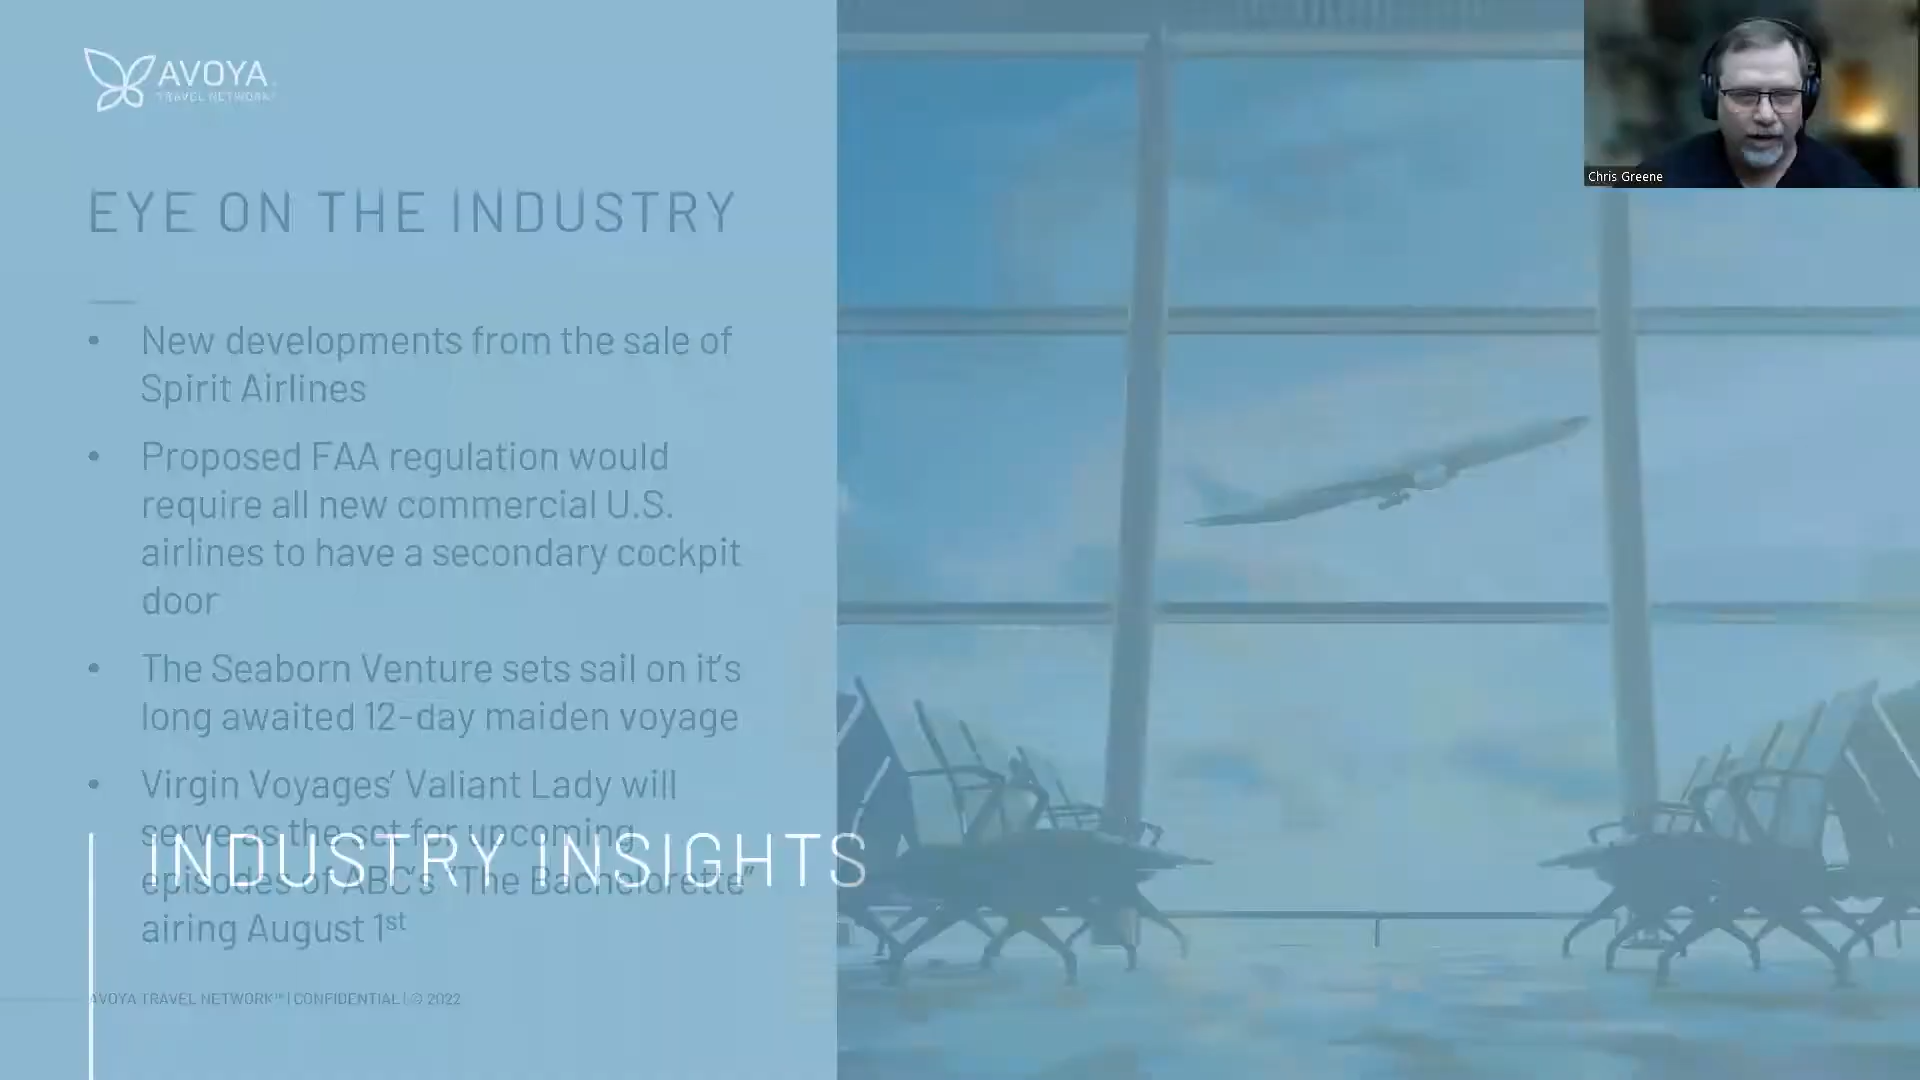 AVOYA
TRAVEL NETWORK
Chris Greene
EYE ON THE INDUSTRY
• New developments from the sale of
Spirit Airlines
• Proposed FAA regulation would
require all new commercial U.S.
airlines to have a secondary cockpit
door
• The Seaborn Venture sets sail on it's
long awaited 12-day maiden voyage
• Virgin Voyages' Valiant Lady will
serve as the set for upcoming
episodes of ABC's "The Bachelorette"
airing August 1st
INDUSTRY INSIGHTS
AVOYA TRAVEL NETWORK™ | CONFIDENTIAL | © 2022